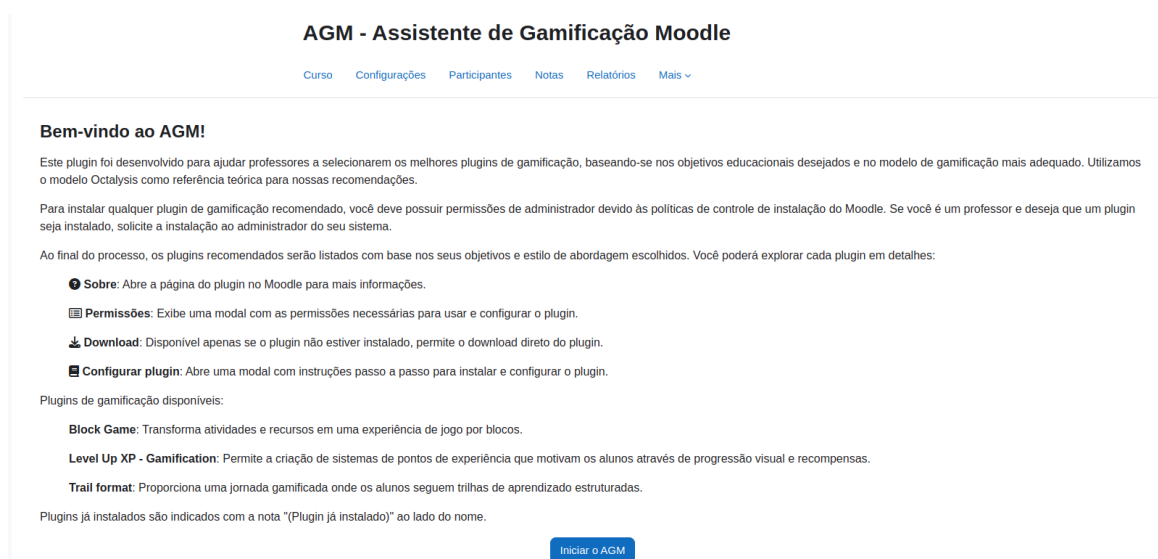 AGM - Assistente de Gamificação Moodle
Curso Configurações Participantes Notas Relatórios Mais
Bem-vindo ao AGM!
Este plugin foi desenvolvido para ajudar professores a selecionarem os melhores plugins de gamificação, baseando-se nos objetivos educacionais desejados e no modelo de gamificação mais adequado. Utilizamos
o modelo Octalysis como referência teórica para nossas recomendações.
Para instalar qualquer plugin de gamificação recomendado, você deve possuir permissões de administrador devido às políticas de controle de instalação do Moodle. Se você é um professor e deseja que um plugin
seja instalado, solicite a instalação ao administrador do seu sistema.
Ao final do processo, os plugins recomendados serão listados com base nos seus objetivos e estilo de abordagem escolhidos. Você poderá explorar cada plugin em detalhes:
Sobre: Abre a página do plugin no Moodle para mais informações.
Permissões: Exibe uma modal com as permissões necessárias para usar e configurar o plugin.
Download: Disponível apenas se o plugin não estiver instalado, permite o download direto do plugin.
Configurar plugin: Abre uma modal com instruções passo a passo para instalar e configurar o plugin.
Plugins de gamificação disponíveis:
Block Game: Transforma atividades e recursos em uma experiência de jogo por blocos.
Level Up XP - Gamification: Permite a criação de sistemas de pontos de experiência que motivam os alunos através de progressão visual e recompensas.
Trail format: Proporciona uma jornada gamificada onde os alunos seguem trilhas de aprendizado estruturadas.
Plugins já instalados são indicados com a nota "(Plugin já instalado)" ao lado do nome.
Iniciar o AGM